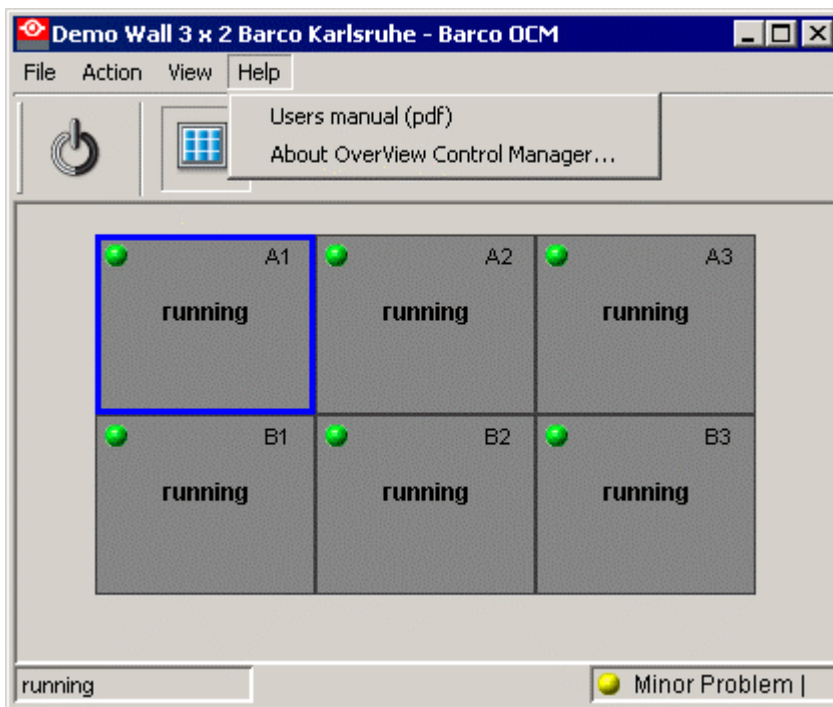 Demo Wall 3 x 2 Barco Karlsruhe - Barco OCM
File Action View Help
Users manual (pdf)
About OverView Control Manager...
A1 A2 A3
running running running
B1 B2 B3
running running running
running Minor Problem |